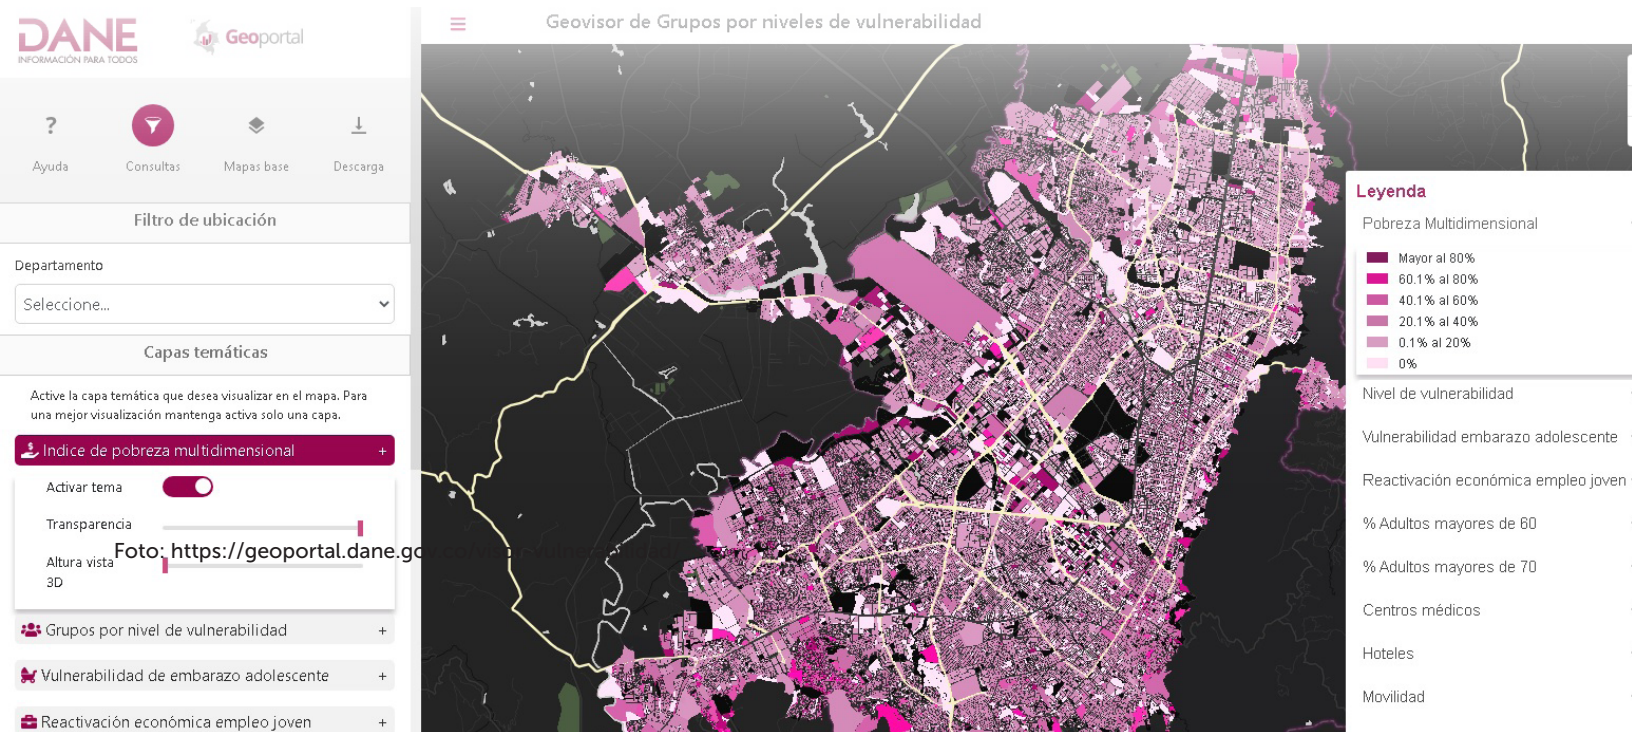 DANE
INFORMACIÓN PARA TODOS
Geoportal
Geovisor de Grupos por niveles de vulnerabilidad
?
Ayuda
Consultas
Mapas base
Descarga
Filtro de ubicación
Departamento
Seleccione...
Capas temáticas
Active la capa temática que desea visualizar en el mapa. Para
una mejor visualización mantenga activa solo una capa.
Indice de pobreza multidimensional +
Activar tema
Transparencia
Altura vista
3D
Foto: https://geoportal.dane.gov.co/visor-vulnerabilidad/
Grupos por nivel de vulnerabilidad +
Vulnerabilidad de embarazo adolescente +
Reactivación económica empleo joven +
Leyenda
Pobreza Multidimensional
Mayor al 80%
60.1% al 80%
40.1% al 60%
20.1% al 40%
0.1% al 20%
0%
Nivel de vulnerabilidad
Vulnerabilidad embarazo adolescente
Reactivación económica empleo joven
% Adultos mayores de 60
% Adultos mayores de 70
Centros médicos
Hoteles
Movilidad